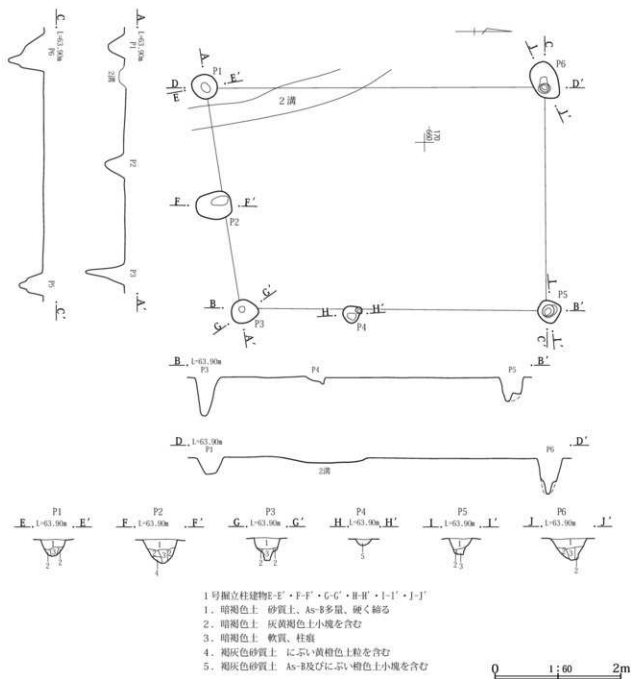 C L=63.90m P6 P5 C'
A L=63.90m P1 2溝 P2 P3 A'
A P1 D E E' 2溝
C P6 J D' J'
170
-660
F P2 F'
B G' P3 G A'
H P4 H'
I P5 B' I' C'
B L=63.90m B'
P3 P4 P5
D L=63.90m D'
P1 2溝 P6
P1 P2 P3 P4 P5 P6
E L=63.90m E' F L=63.90m F' G L=63.90m G' H L=63.90m H' I L=63.90m I' J L=63.90m J'
1号掘立柱建物E-E'・F-F'・G-G'・H-H'・I-I'・J-J'
1. 暗褐色土 砂質土、As-B多量、硬く締る
2. 暗褐色土 灰黄褐色土小塊を含む
3. 暗褐色土 軟質、柱痕
4. 褐灰色砂質土 にぶい黄橙色土粒を含む
5. 褐灰色砂質土 As-B及びにぶい橙色土小塊を含む
0 1:60 2m